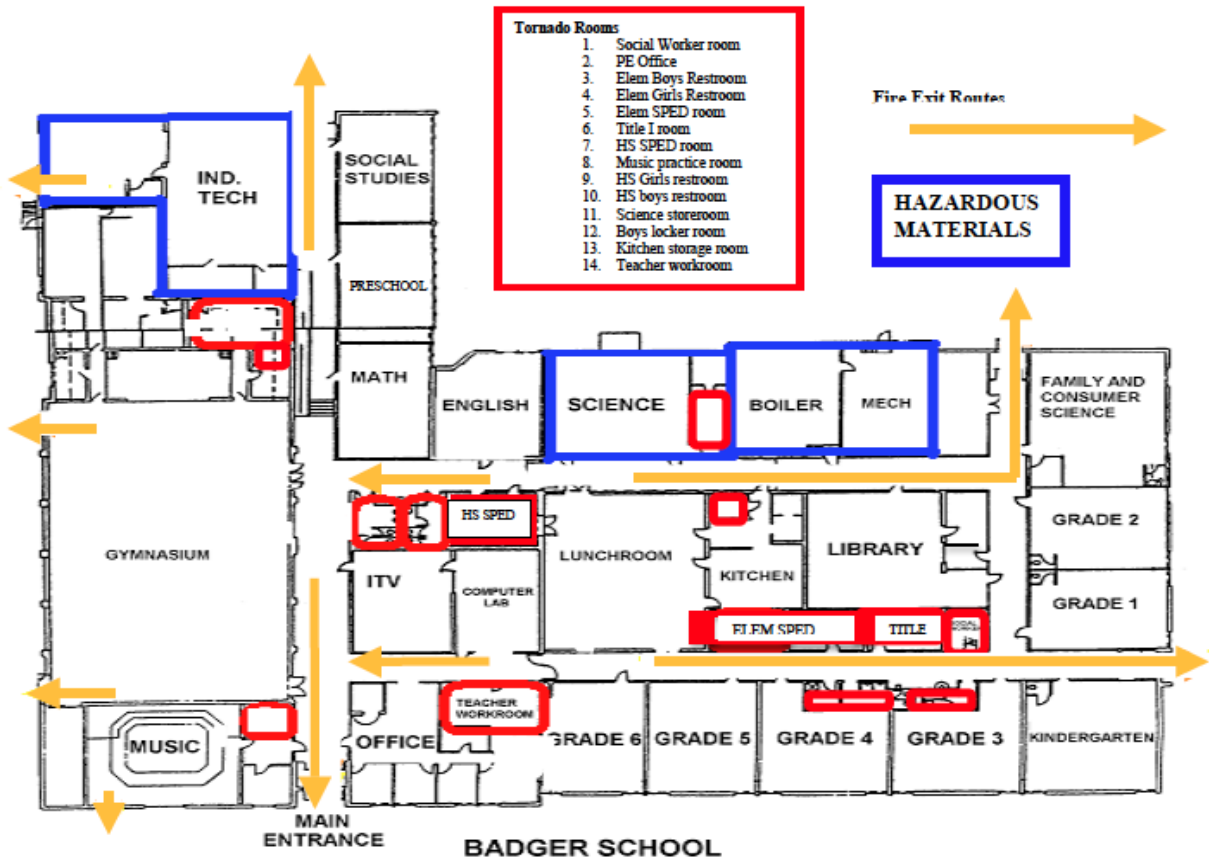 Tornado Rooms
1. Social Worker room
2. PE Office
3. Elem Boys Restroom
4. Elem Girls Restroom
5. Elem SPED room
6. Title I room
7. HS SPED room
8. Music practice room
9. HS Girls restroom
10. HS boys restroom
11. Science storeroom
12. Boys locker room
13. Kitchen storage room
14. Teacher workroom
Fire Exit Routes
HAZARDOUS
MATERIALS
IND.
TECH
SOCIAL
STUDIES
PRESCHOOL
MATH
ENGLISH
SCIENCE
BOILER
MECH
FAMILY AND
CONSUMER
SCIENCE
HS SPED
GYMNASIUM
LUNCHROOM
LIBRARY
GRADE 2
ITV
COMPUTER
LAB
KITCHEN
GRADE 1
ELEM SPED
TITLE
TEACHER
WORKROOM
MUSIC
OFFICE
GRADE 6
GRADE 5
GRADE 4
GRADE 3
KINDERGARTEN
MAIN
ENTRANCE
BADGER SCHOOL